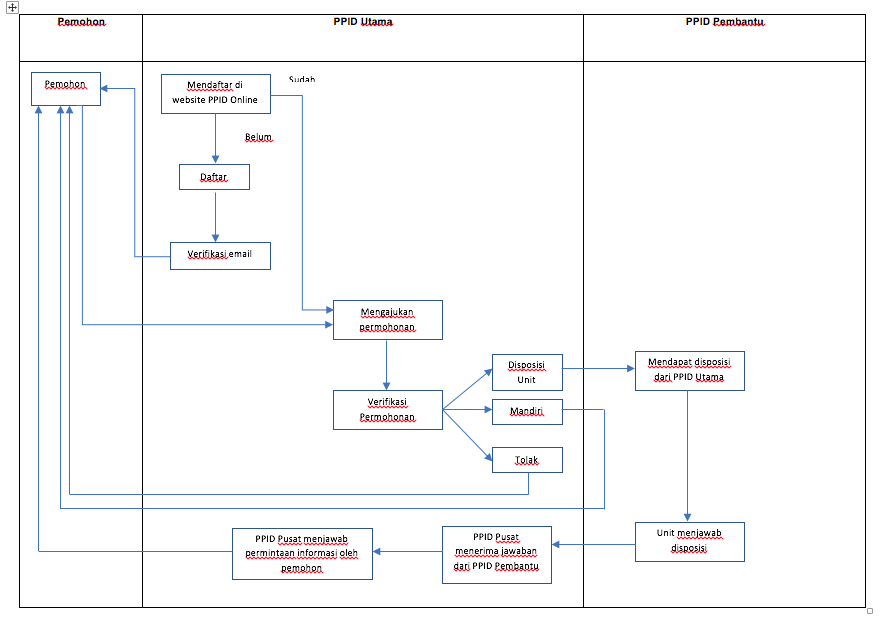 Pemohon
PPID Utama
PPID Pembantu
Pemohon
Mendaftar di
website PPID Online
Sudah
Belum
Daftar
Verifikasi email
Mengajukan
permohonan
Verifikasi
Permohonan
Disposisi
Unit
Mandiri
Tolak
Mendapat disposisi
dari PPID Utama
Unit menjawab
disposisi
PPID Pusat
menerima jawaban
dari PPID Pembantu
PPID Pusat menjawab
permintaan informasi oleh
pemohon